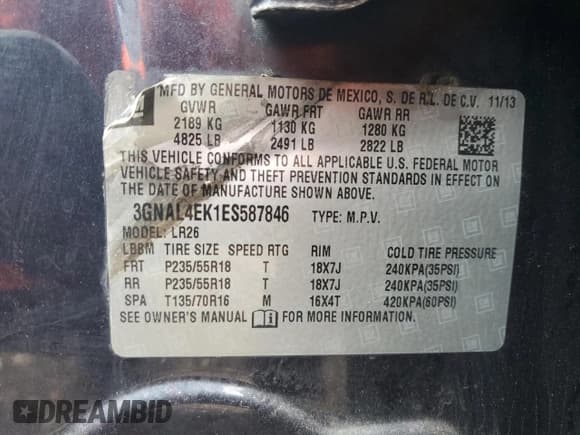 MFD BY GENERAL MOTORS DE MEXICO, S. DE R.L. DE C.V. 11/13
GVWR GAWR FRT GAWR RR
2189 KG 1130 KG 1280 KG
4825 LB 2491 LB 2822 LB
THIS VEHICLE CONFORMS TO ALL APPLICABLE U.S. FEDERAL MOTOR
VEHICLE SAFETY AND THEFT PREVENTION STANDARDS IN EFFECT ON
THE DATE OF MANUFACTURE SHOWN ABOVE.
3GNAL4EK1ES587846 TYPE: M.P.V.
MODEL: LR26
LBBM TIRE SIZE SPEED RTG RIM COLD TIRE PRESSURE
FRT P235/55R18 T 18X7J 240KPA(35PSI)
RR P235/55R18 T 18X7J 240KPA(35PSI)
SPA T135/70R16 M 16X4T 420KPA(60PSI)
SEE OWNER'S MANUAL i FOR MORE INFORMATION.
DREAMBID